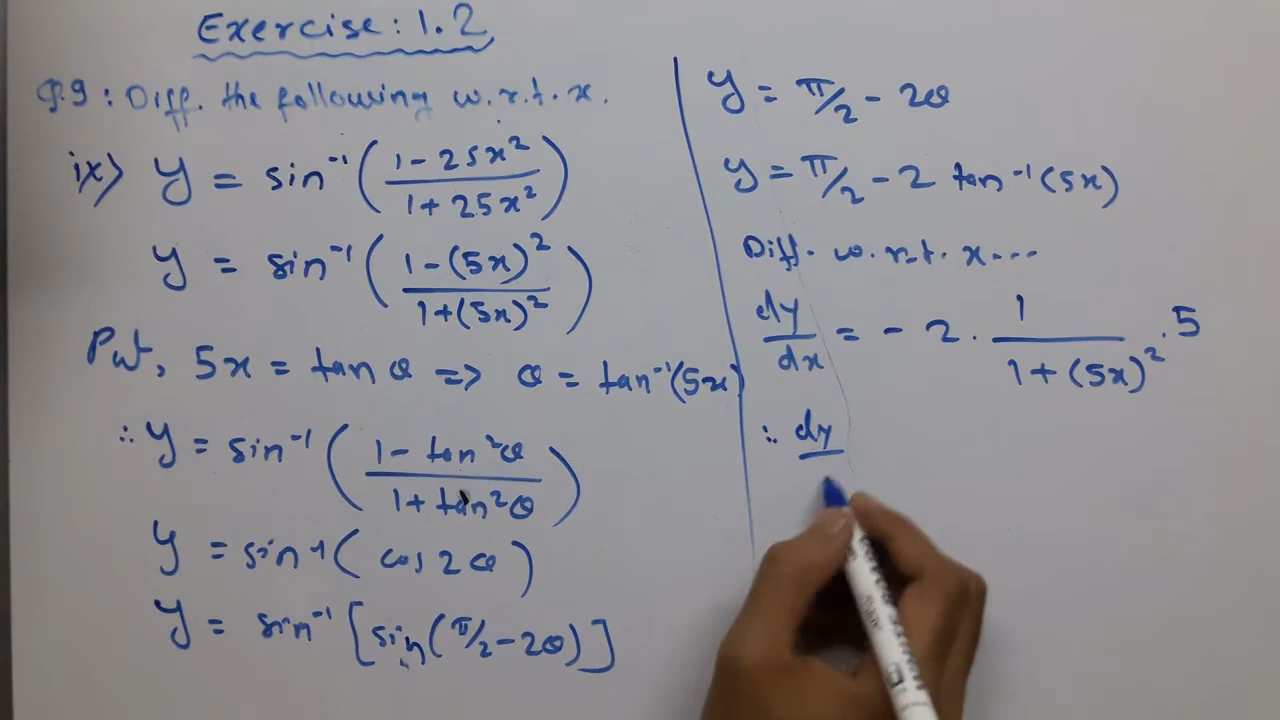 Exercise: 1.2
Q.9 : Diff. the following w.r.t. x.
ix) y = sin⁻¹ ( 1 - 25x² / 1 + 25x² )
y = sin⁻¹ ( 1 - (5x)² / 1 + (5x)² )
Put, 5x = tan θ => θ = tan⁻¹(5x)
∴ y = sin⁻¹ ( 1 - tan²θ / 1 + tan²θ )
y = sin⁻¹ ( cos 2θ )
y = sin⁻¹ [ sin ( π/2 - 2θ ) ]
y = π/2 - 2θ
y = π/2 - 2 tan⁻¹ (5x)
Diff. w.r.t. x...
dy/dx = - 2 . 1 / 1 + (5x)² . 5
∴ dy